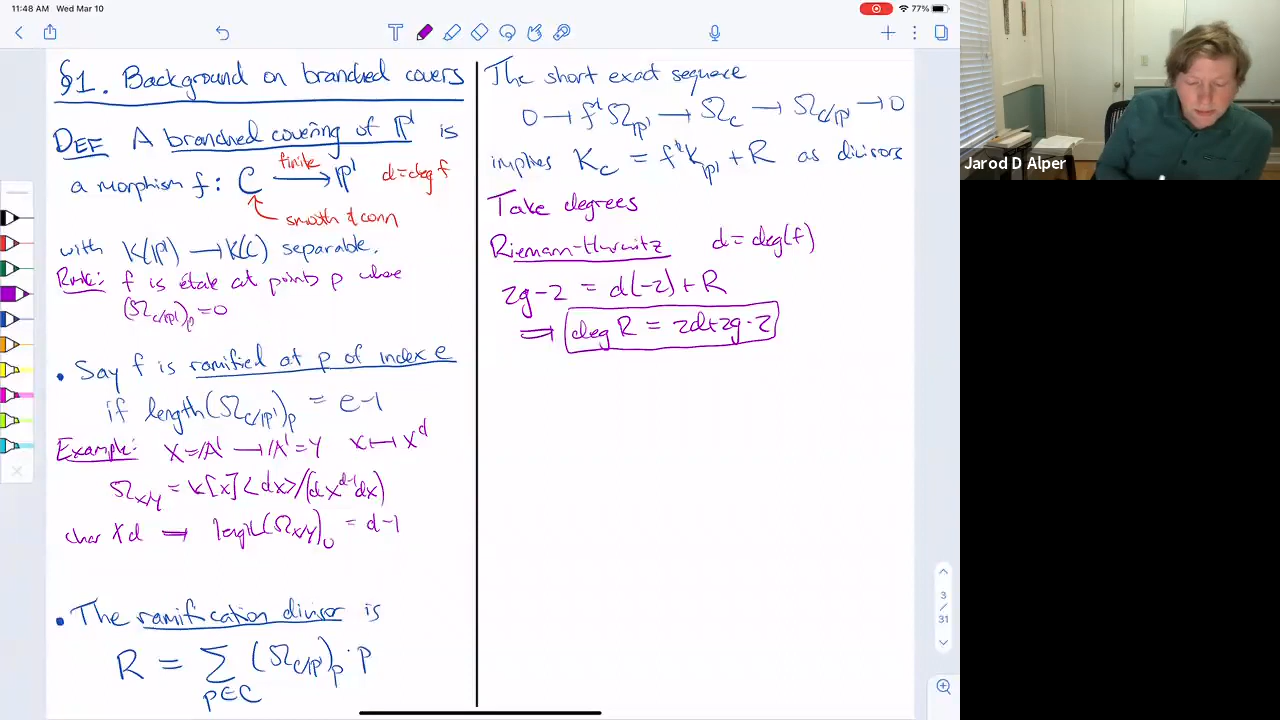 11:48 AM Wed Mar 10
77%
§1. Background on branched covers
DEF A branched covering of P¹ is
a morphism f: C → P¹ d=deg f
finite
smooth & conn
with K(P¹) → K(C) separable.
Rmk: f is étale at points p where
(Ω_{C/P¹})_p = 0
• Say f is ramified at p of index e
if length(Ω_{C/P¹})_p = e-1
Example: X=A¹ → A¹=Y x ↦ x^d
Ω_{X/Y} = k[x]<dx>/(dx^{d-1}dx)
char ∤ d ⟹ length(Ω_{X/Y})_0 = d-1
• The ramification divisor is
R = Σ_{p∈C} (Ω_{C/P¹})_p · p
The short exact sequence
0 → f*Ω_{P¹} → Ω_C → Ω_{C/P¹} → 0
implies K_C = f*K_{P¹} + R as divisors
Take degrees
Riemann-Hurwitz d = deg(f)
2g-2 = d(-2) + R
⟹ deg R = 2d+2g-2
3
/
31
Jarod D Alper